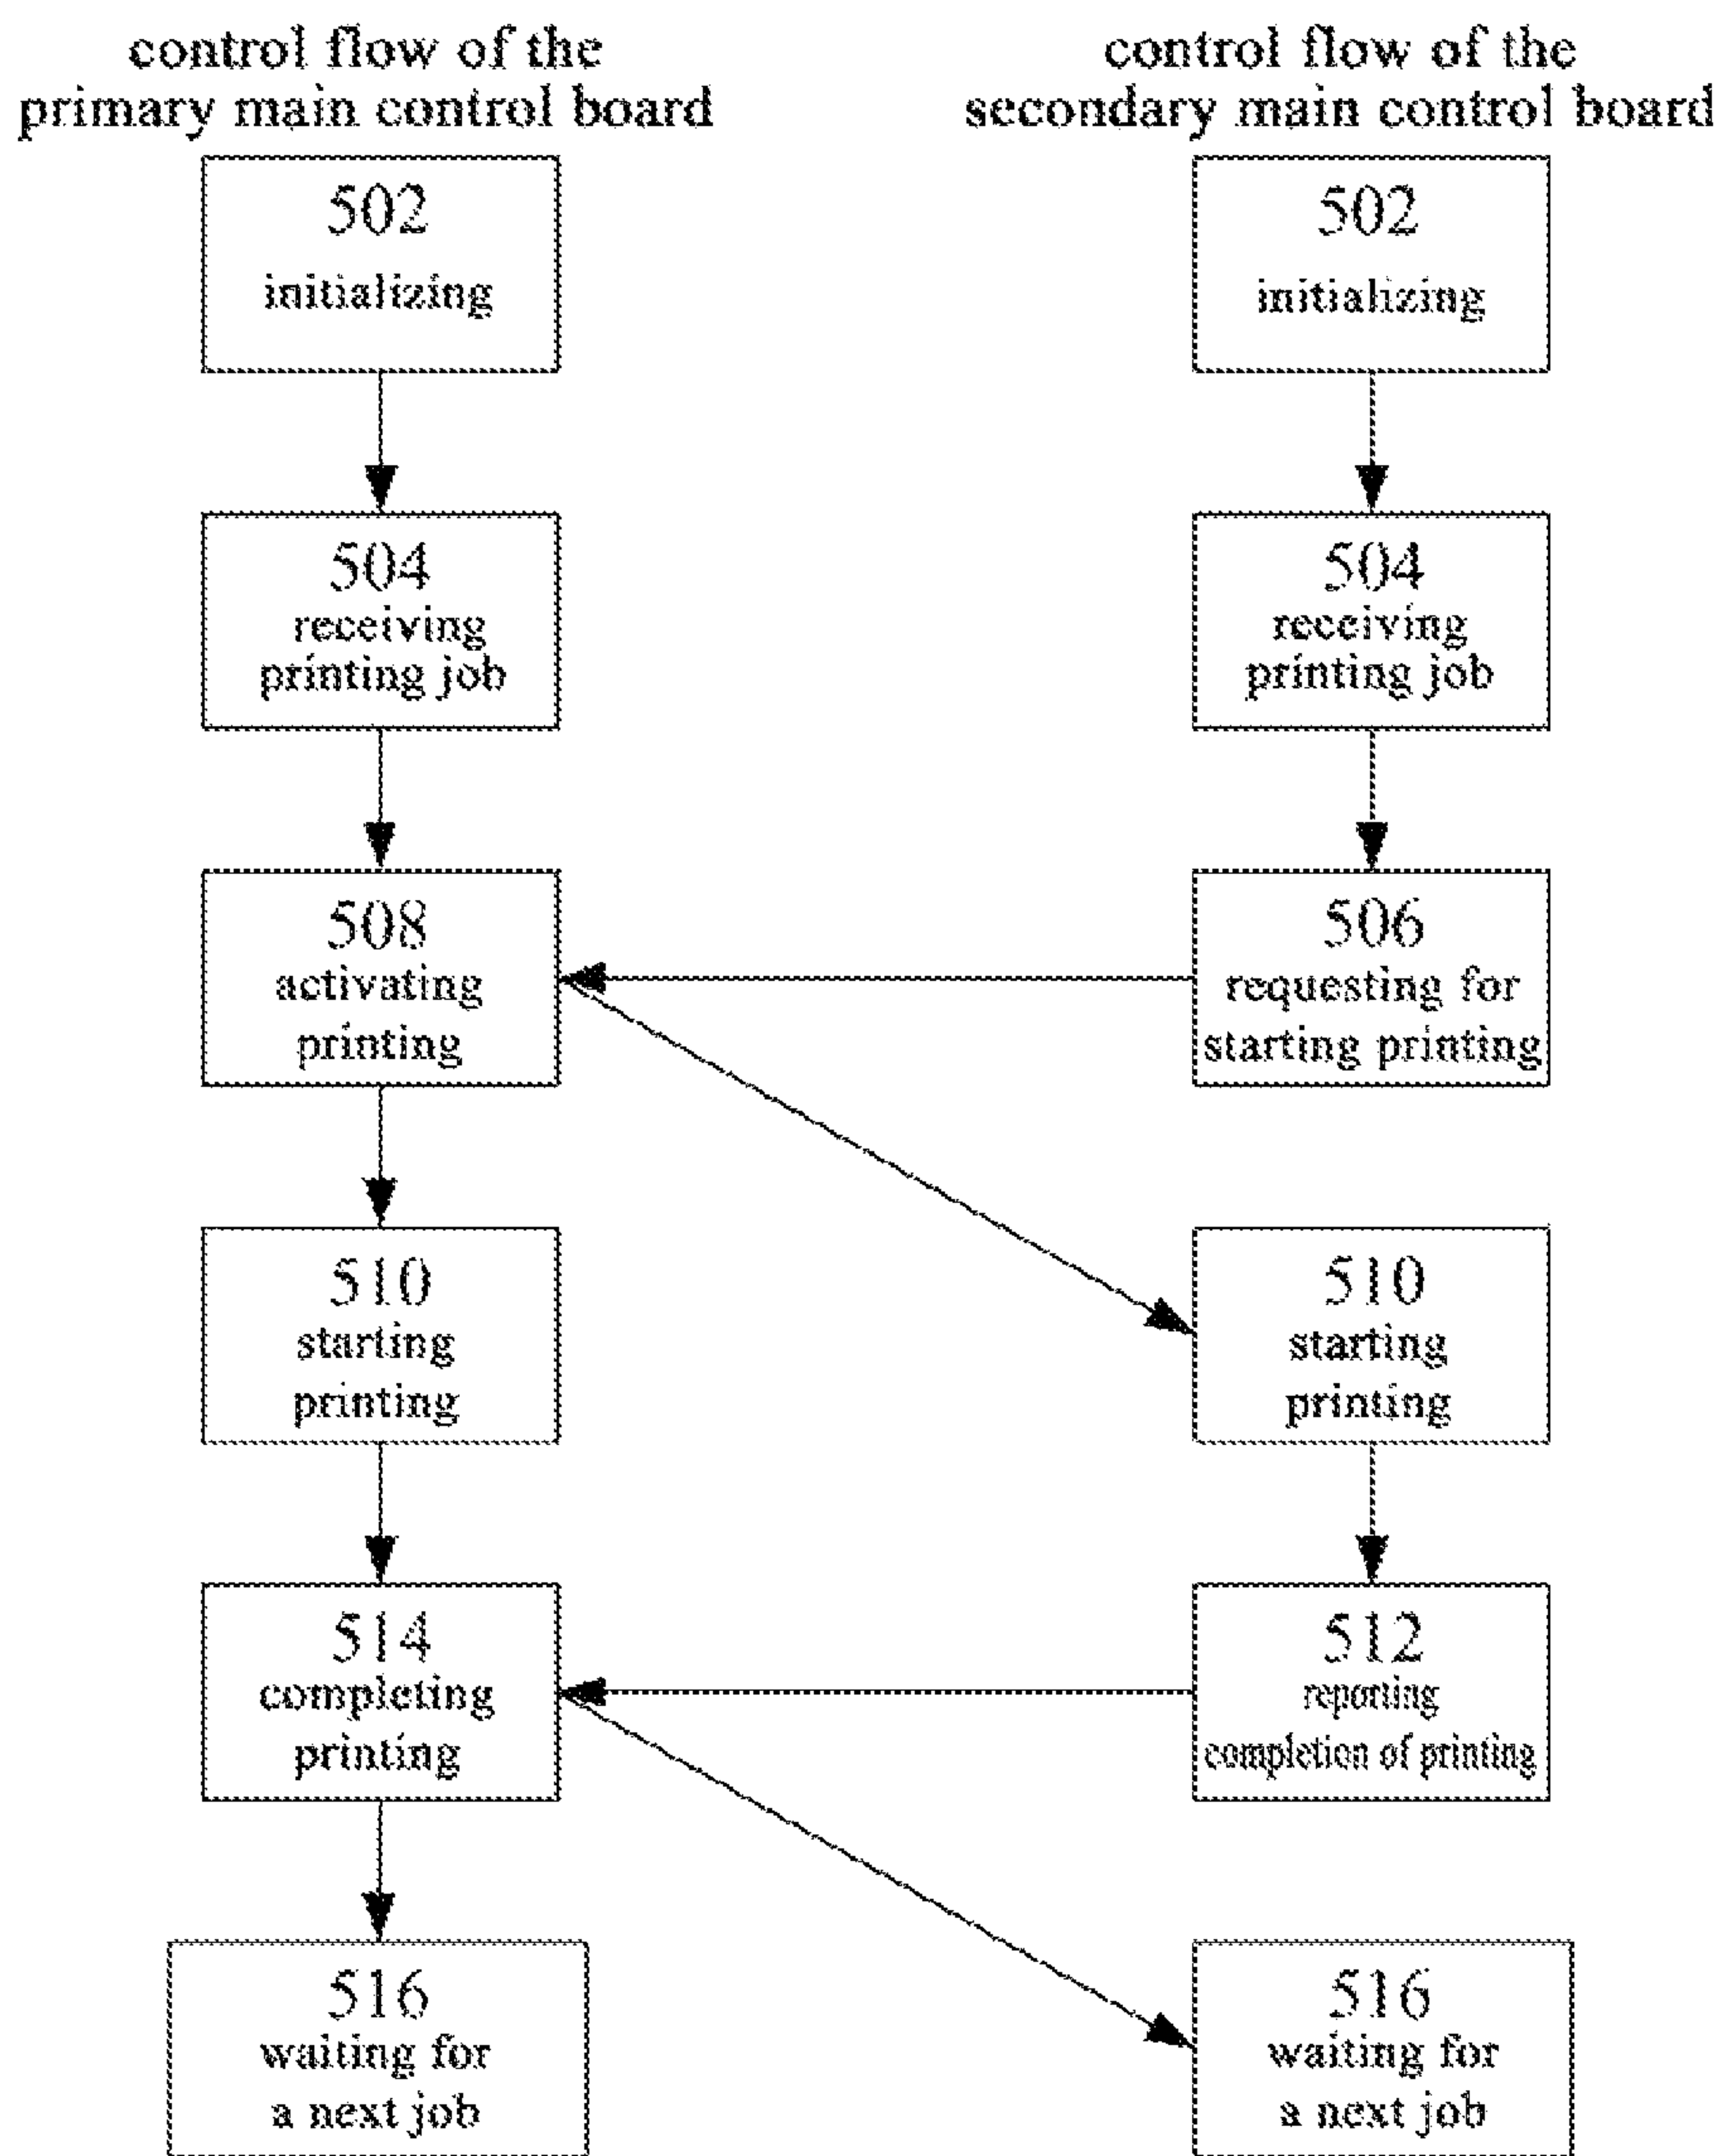 control flow of the
primary main control board
control flow of the
secondary main control board
502
initializing
502
initializing
504
receiving
printing job
504
receiving
printing job
508
activating
printing
506
requesting for
starting printing
510
starting
printing
510
starting
printing
514
completing
printing
512
reporting
completion of printing
516
waiting for
a next job
516
waiting for
a next job